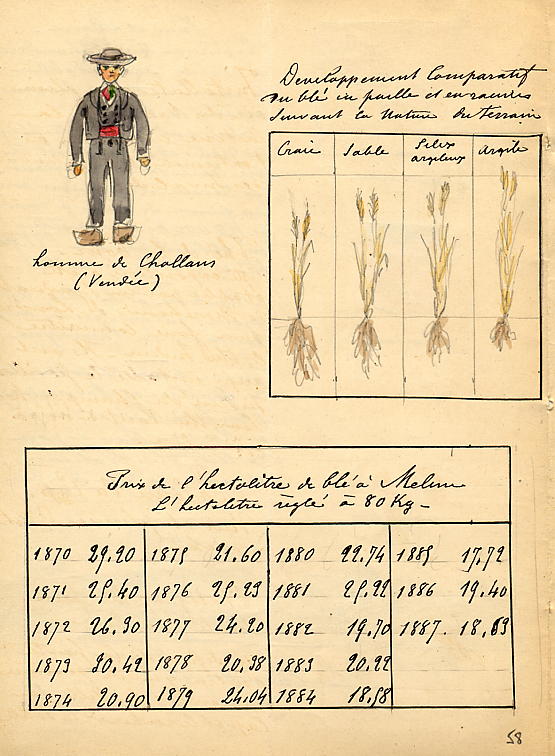 Developpement Comparatif
du blé en paille et en racines
suivant la Nature du terrain
Craie Sable Silex argileux Argile
homme de Challans
(Vendée)
Prix de l'hectolitre de blé à Melun
L'hectolitre réglé à 80 Kg -
1870 29.20 1875 21.60 1880 22.74 1885 17.72
1871 25.40 1876 25.23 1881 25.22 1886 19.40
1872 26.30 1877 24.20 1882 19.70 1887. 18.
1873 30.42 1878 20.38 1883 20.22
1874 20.90 1879 24.04 1884 18.58
58